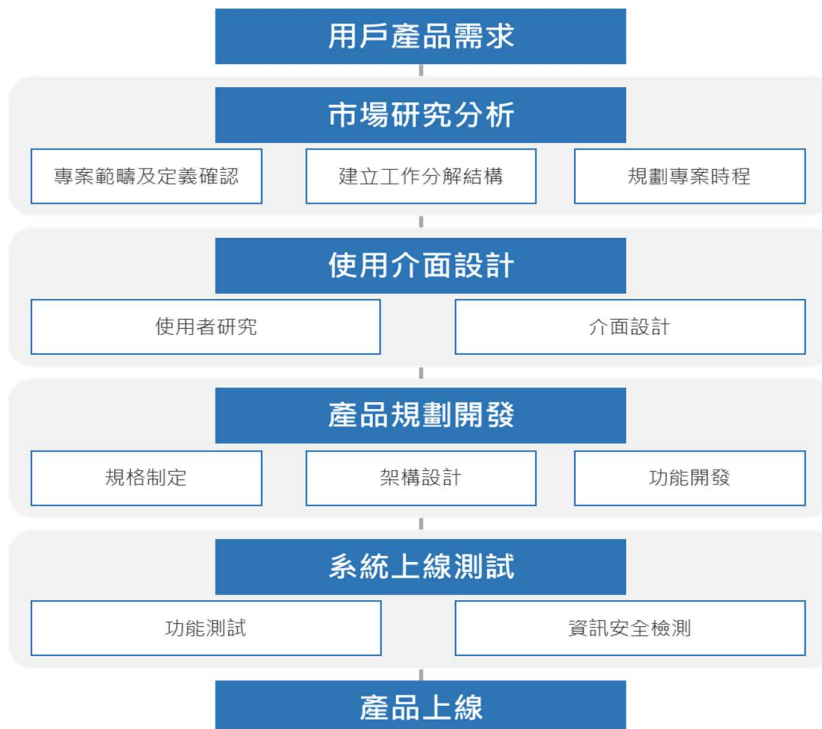 用戶產品需求
市場研究分析
專案範疇及定義確認
建立工作分解結構
規劃專案時程
使用介面設計
使用者研究
介面設計
產品規劃開發
規格制定
架構設計
功能開發
系統上線測試
功能測試
資訊安全檢測
產品上線